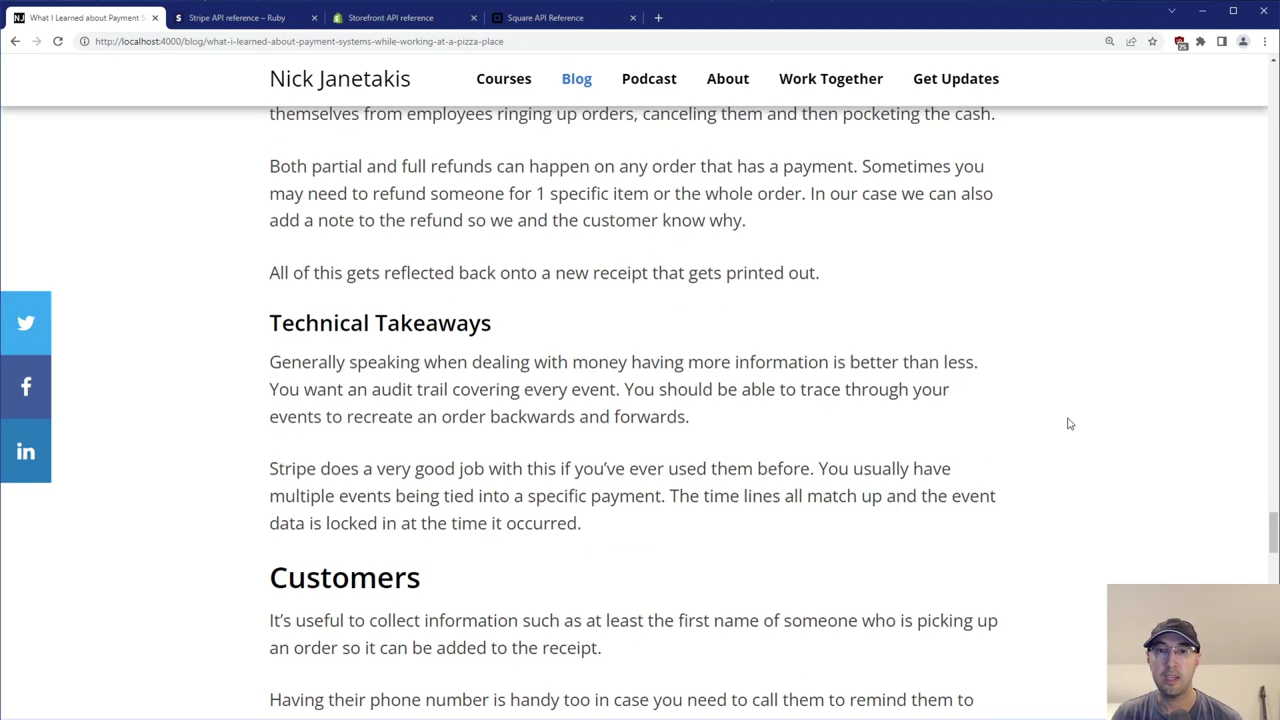 What I Learned about Payment S
Stripe API reference – Ruby
Storefront API reference
Square API Reference
http://localhost:4000/blog/what-i-learned-about-payment-systems-while-working-at-a-pizza-place
25
Nick Janetakis
Courses
Blog
Podcast
About
Work Together
Get Updates
themselves from employees ringing up orders, canceling them and then pocketing the cash.
Both partial and full refunds can happen on any order that has a payment. Sometimes you
may need to refund someone for 1 specific item or the whole order. In our case we can also
add a note to the refund so we and the customer know why.
All of this gets reflected back onto a new receipt that gets printed out.
Technical Takeaways
Generally speaking when dealing with money having more information is better than less.
You want an audit trail covering every event. You should be able to trace through your
events to recreate an order backwards and forwards.
Stripe does a very good job with this if you’ve ever used them before. You usually have
multiple events being tied into a specific payment. The time lines all match up and the event
data is locked in at the time it occurred.
Customers
It’s useful to collect information such as at least the first name of someone who is picking up
an order so it can be added to the receipt.
Having their phone number is handy too in case you need to call them to remind them to